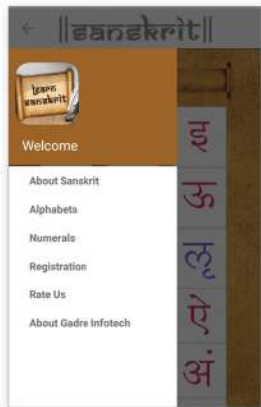 ||sanskrit||
learn
sanskrit
Welcome
About Sanskrit
Alphabets
Numerals
Registration
Rate Us
About Gadre Infotech
इ
ऊ
लृ
ऐ
अं